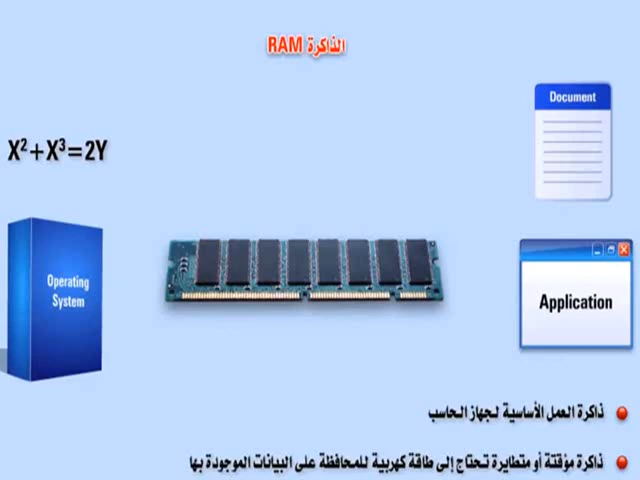 الذاكرة RAM
Document
X²+X³=2Y
Operating
System
Application
ذاكرة العمل الأساسية لجهاز الحاسب
ذاكرة مؤقتة أو متطايرة تحتاج إلى طاقة كهربية للمحافظة على البيانات الموجودة بها